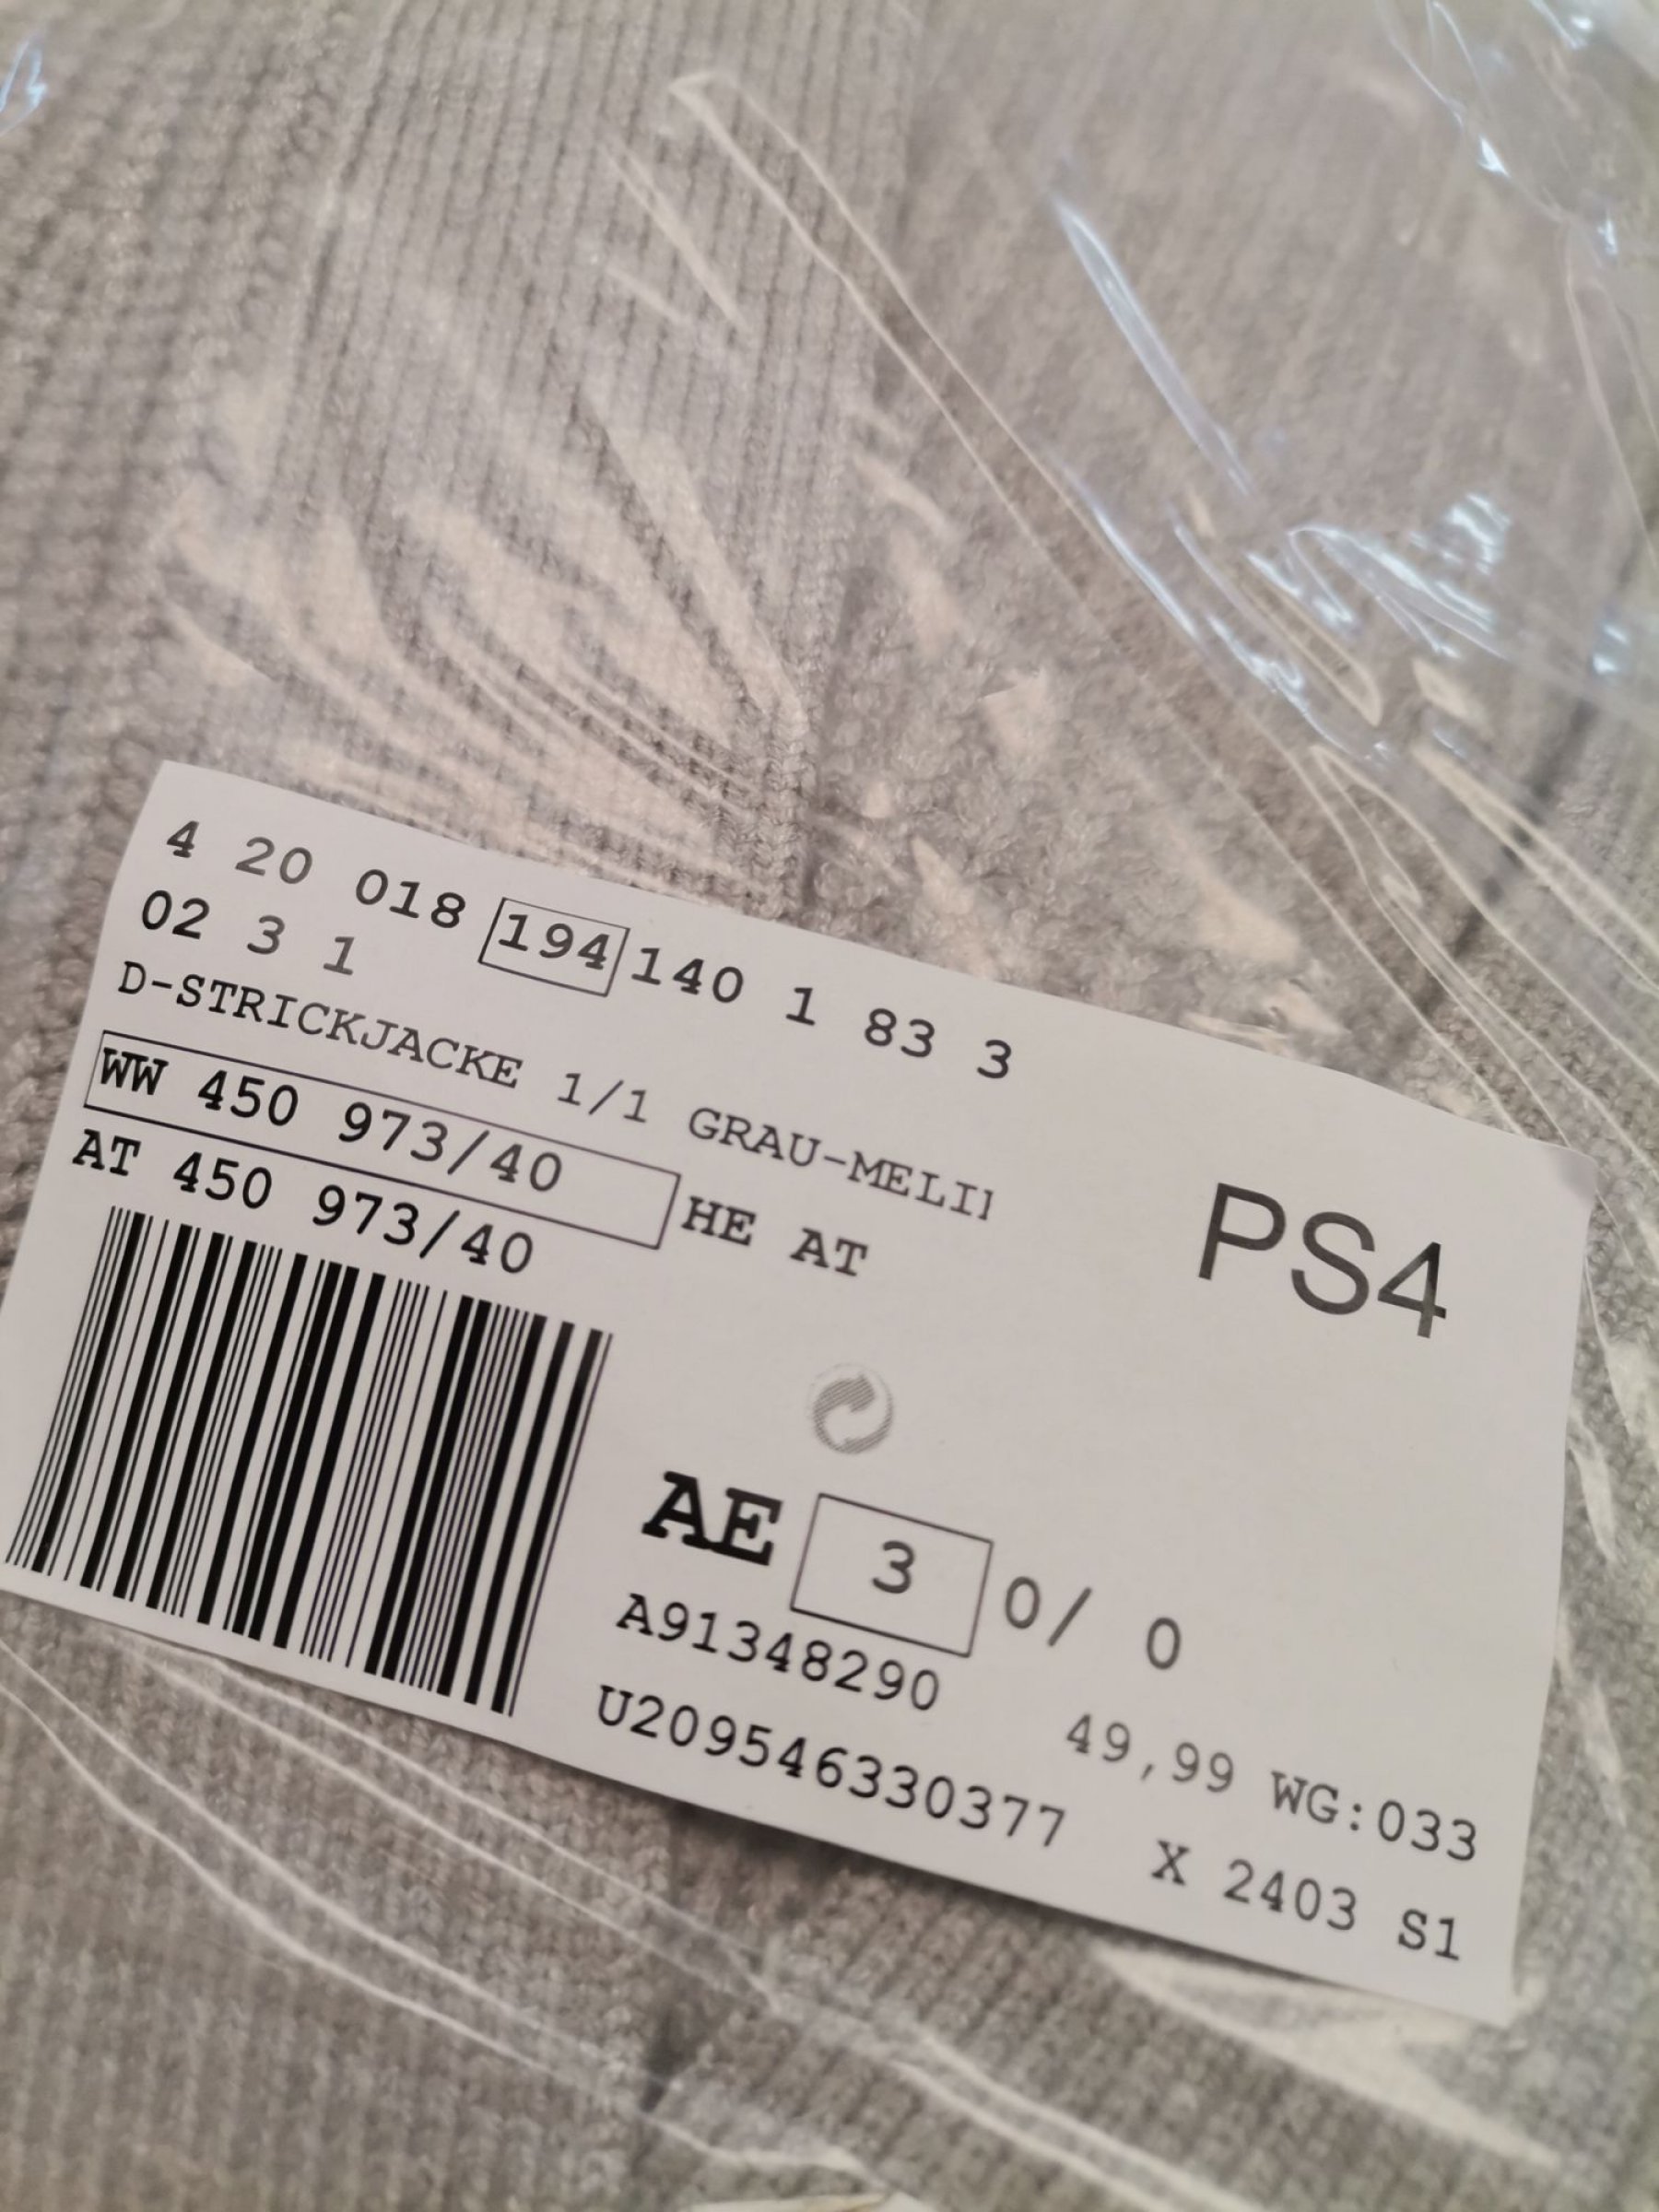 4 20 018 194 140 1 83 3
02 3 1
D-STRICKJACKE 1/1 GRAU-MELI
WW 450 973/40 HE AT
AT 450 973/40
PS4
AE 3 0/ 0
A91348290
49,99 WG:033
U209546330377 X 2403 S1